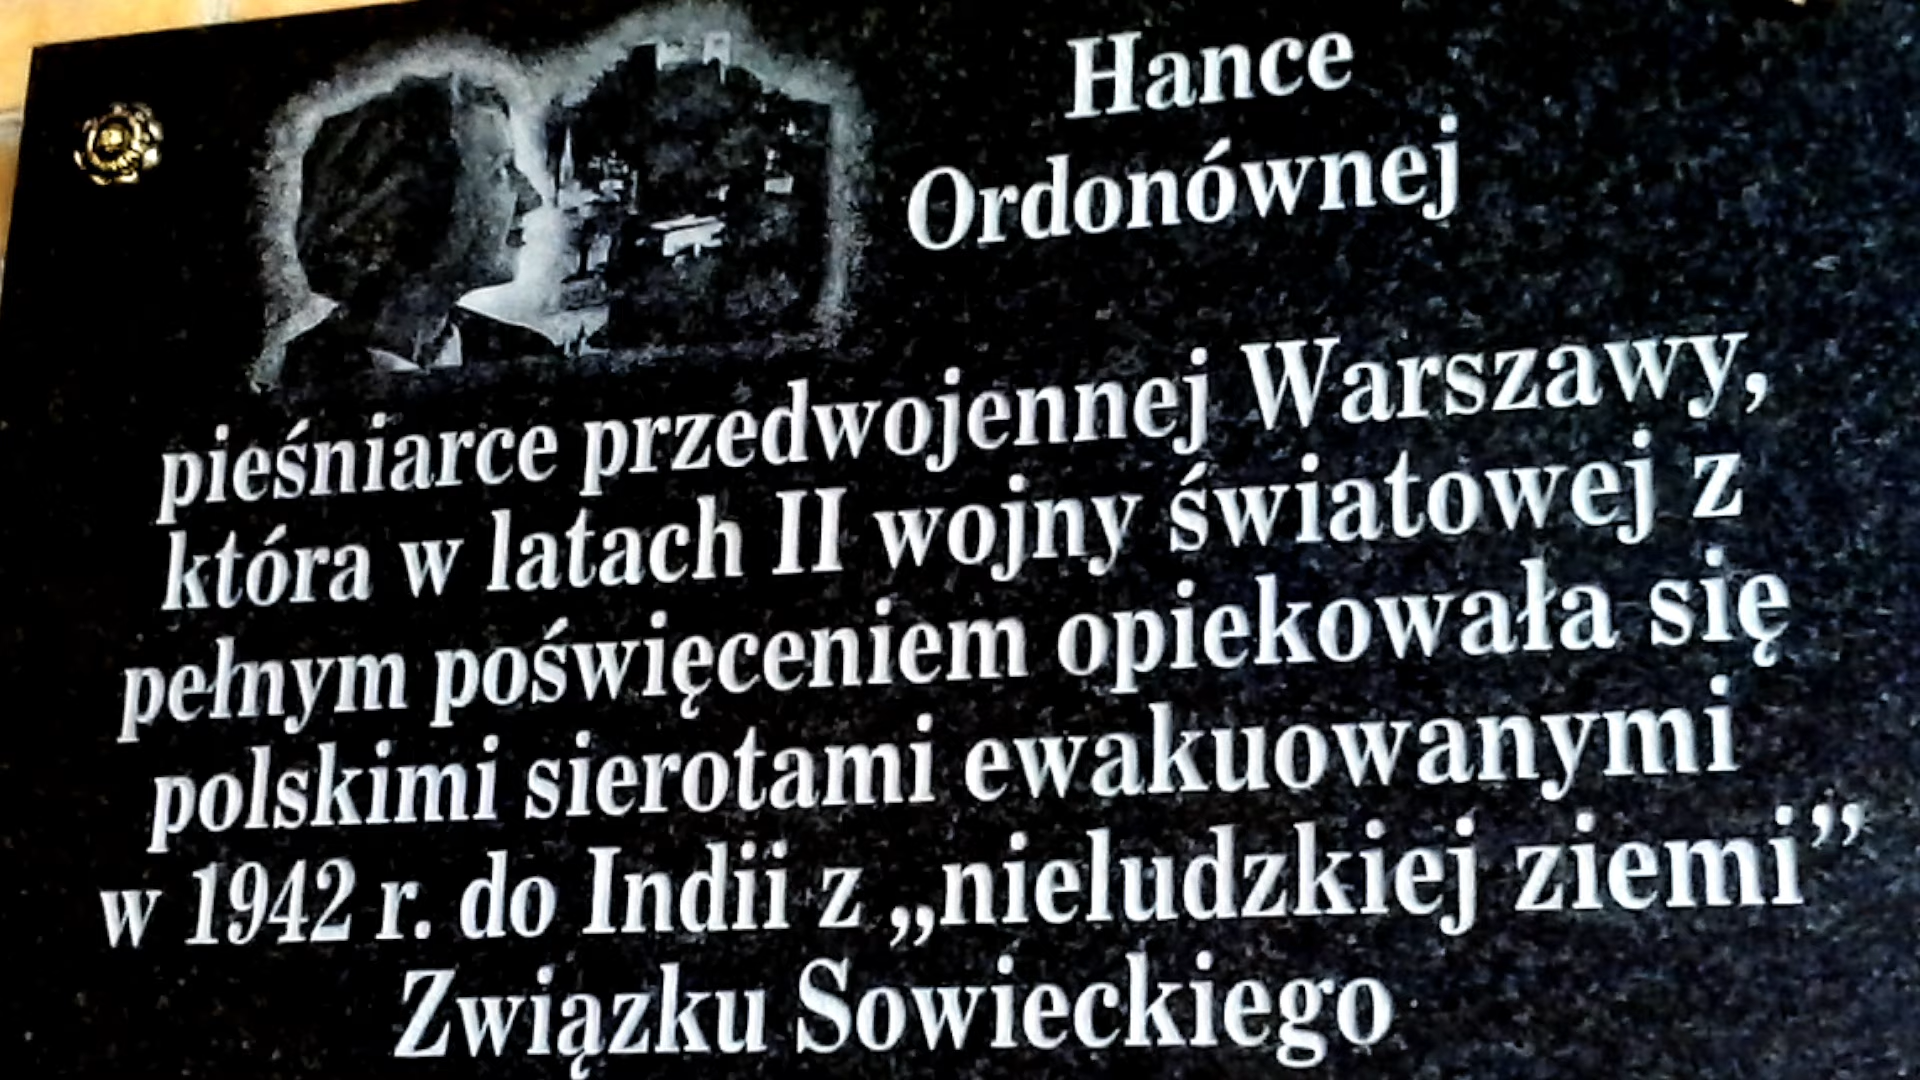 Hance
Ordonównej
pieśniarce przedwojennej Warszawy,
która w latach II wojny światowej z
pełnym poświęceniem opiekowała się
polskimi sierotami ewakuowanymi
w 1942 r. do Indii z „nieludzkiej ziemi”
Związku Sowieckiego